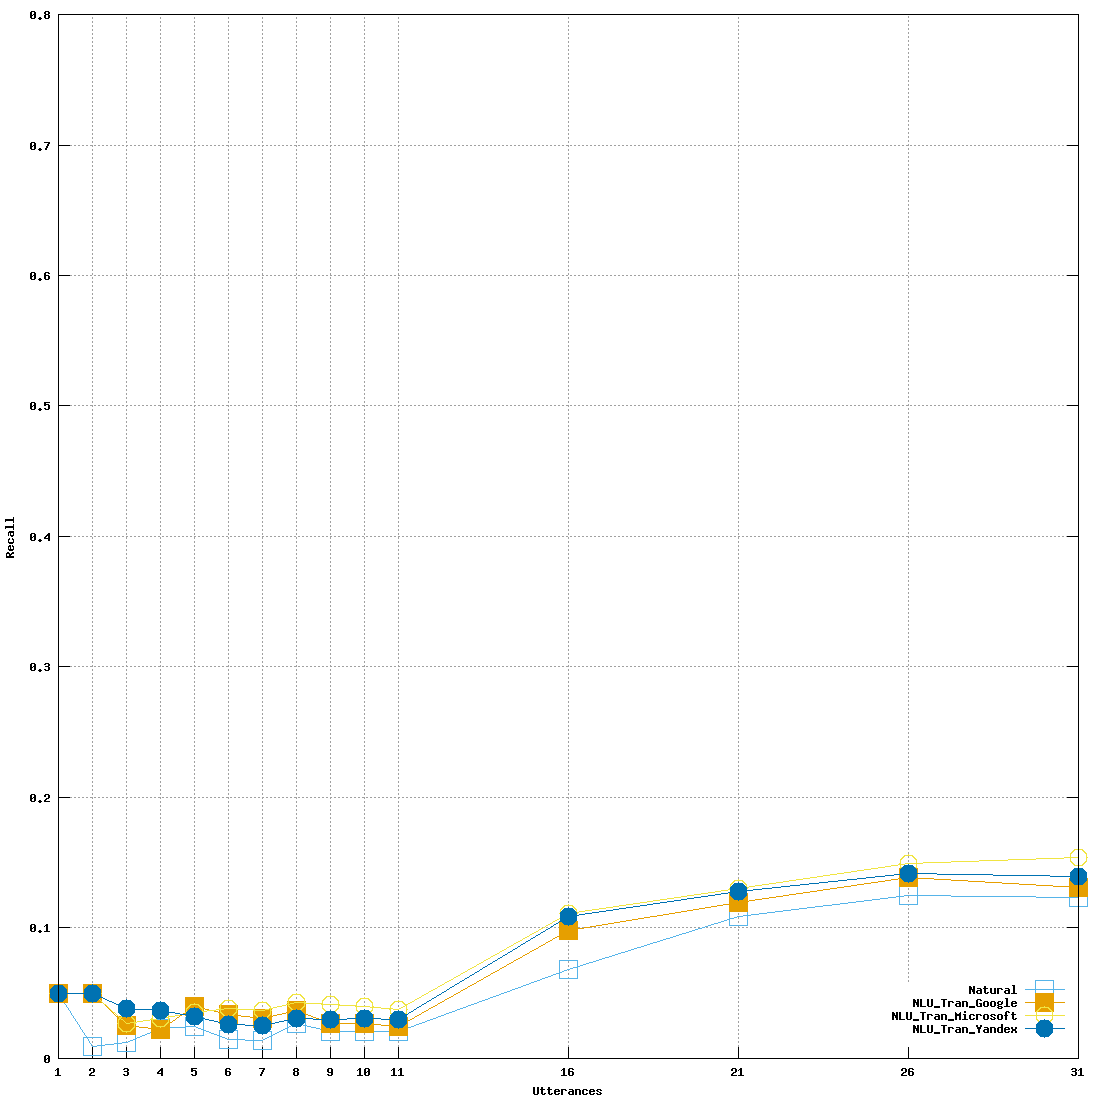 0.8
0.7
0.6
0.5
0.4
0.3
0.2
0.1
0
Recall
1 2 3 4 5 6 7 8 9 10 11 16 21 26 31
Utterances
Natural
NLU_Tran_Google
NLU_Tran_Microsoft
NLU_Tran_Yandex